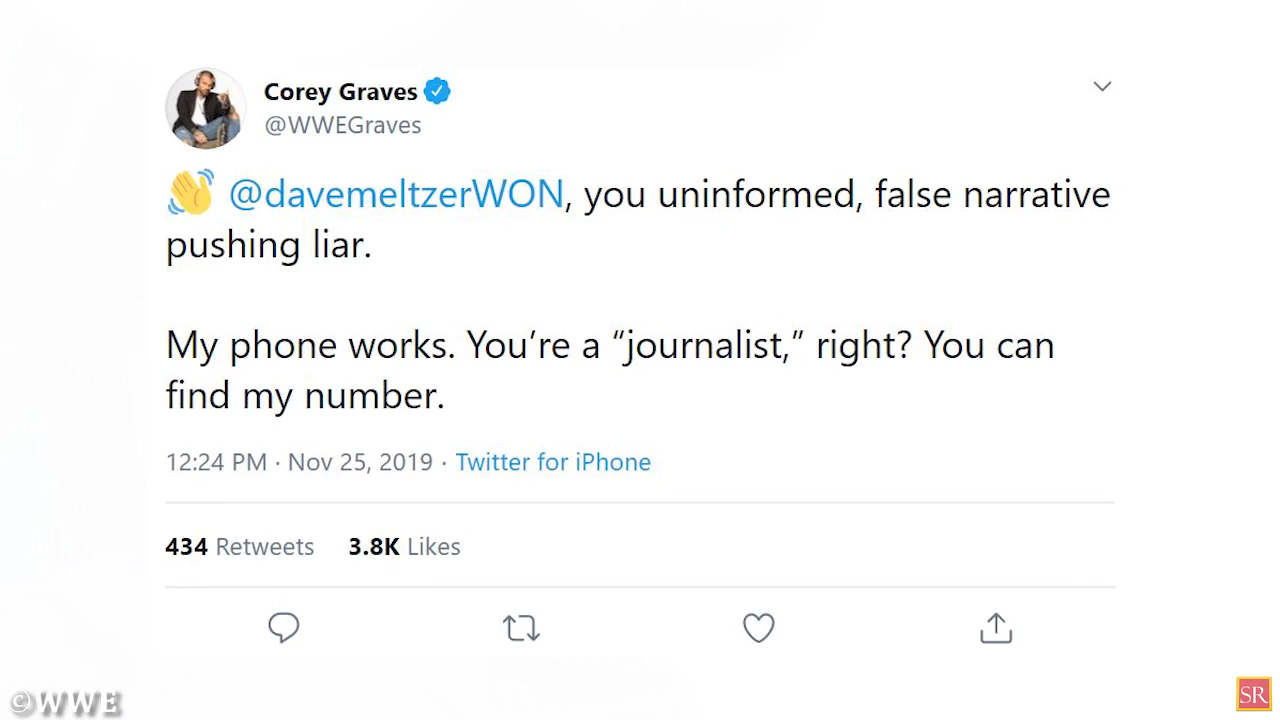 Corey Graves
@WWEGraves
👋 @davemeltzerWON, you uninformed, false narrative
pushing liar.
My phone works. You’re a “journalist,” right? You can
find my number.
12:24 PM · Nov 25, 2019 · Twitter for iPhone
434 Retweets 3.8K Likes
©WWE
SR